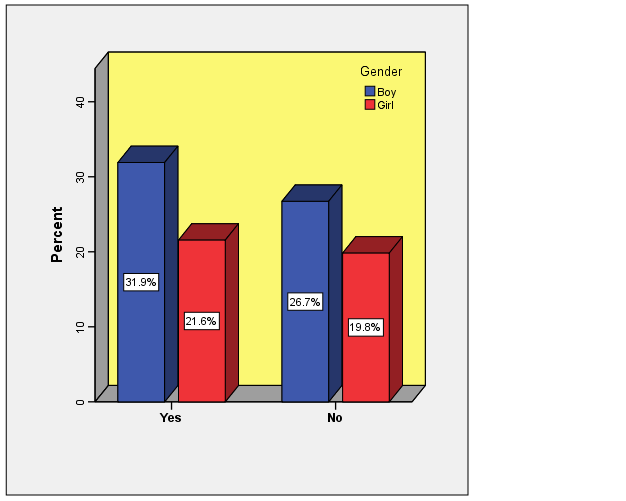 Gender
Boy
Girl
Percent
40
30
20
10
0
31.9%
21.6%
26.7%
19.8%
Yes
No